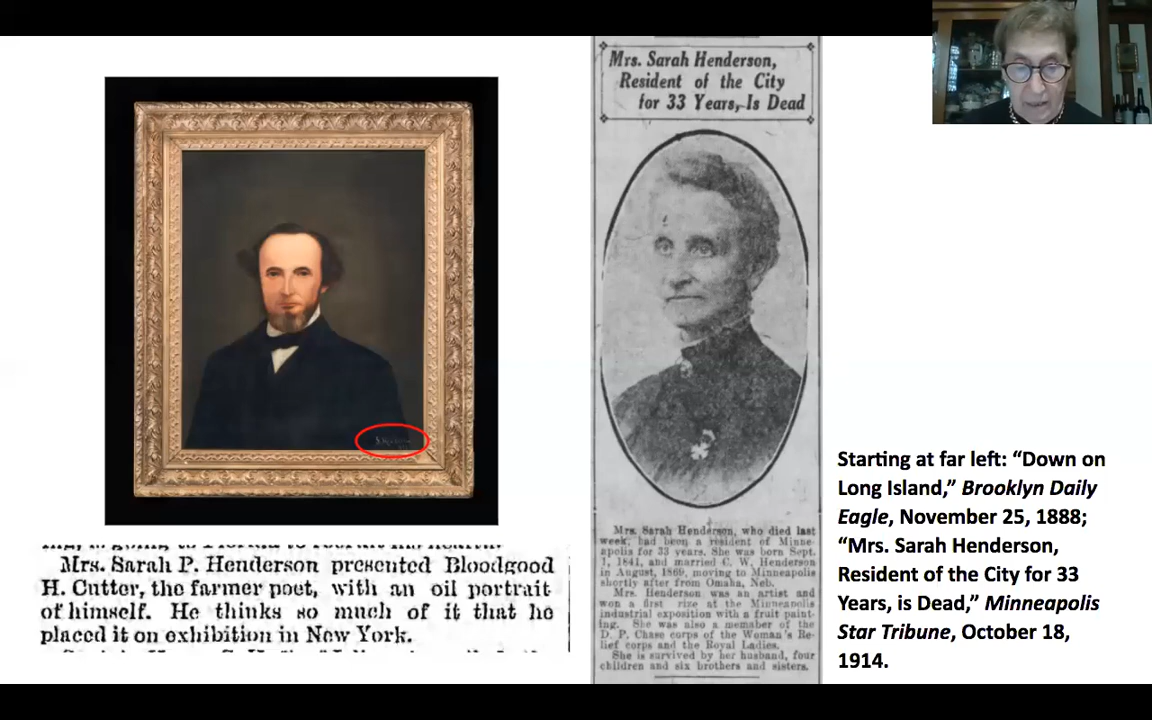 Mrs. Sarah P. Henderson presented Bloodgood
H. Cutter, the farmer poet, with an oil portrait
of himself. He thinks so much of it that he
placed it on exhibition in New York.
Mrs. Sarah Henderson,
Resident of the City
for 33 Years, Is Dead
Mrs. Sarah Henderson, who died last
week, had been a resident of Minne-
apolis for 33 years. She was born Sept.
1, 1841, and married C. W. Henderson
in August, 1869, moving to Minneapolis
shortly after from Omaha, Neb.
Mrs. Henderson was an artist and
won a first rize at the Minneapolis
industrial exposition with a fruit paint-
ing. She was also a memaber of the
D. P. Chase corps of the Woman's Re-
lief corps and the Royal Ladies.
She is survived by her husband, four
children and six brothers and sisters.
Starting at far left: “Down on
Long Island,” Brooklyn Daily
Eagle, November 25, 1888;
“Mrs. Sarah Henderson,
Resident of the City for 33
Years, is Dead,” Minneapolis
Star Tribune, October 18,
1914.